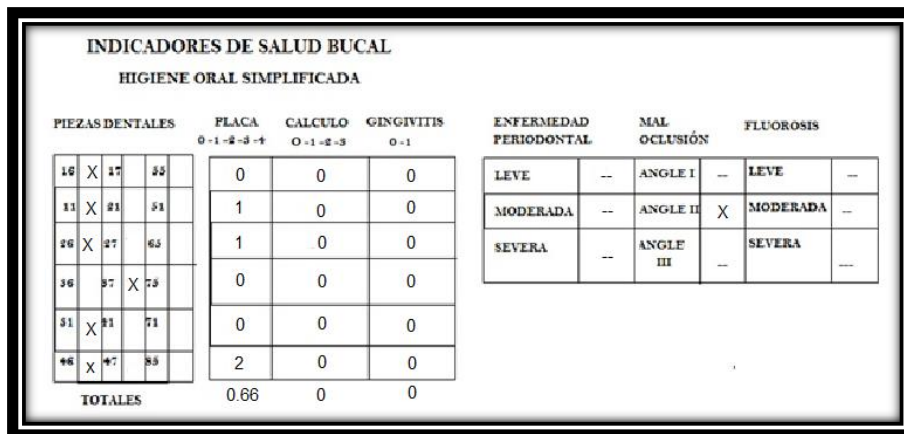 INDICADORES DE SALUD BUCAL
HIGIENE ORAL SIMPLIFICADA
PIEZAS DENTALES PLACA CALCULO GINGIVITIS
0-1-2-3-4 0-1-2-3 0-1
16 X 17 55 0 0 0
11 X 21 51 1 0 0
26 X 27 65 1 0 0
36 37 X 75 0 0 0
31 X 41 71 0 0 0
46 X 47 85 2 0 0
TOTALES 0.66 0 0
ENFERMEDAD PERIODONTAL MAL OCLUSIÓN FLUOROSIS
LEVE -- ANGLE I -- LEVE --
MODERADA -- ANGLE II X MODERADA --
SEVERA -- ANGLE III -- SEVERA ---